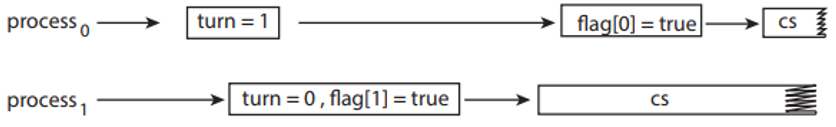 process₀ turn = 1 flag[0] = true cs
process₁ turn = 0 , flag[1] = true cs